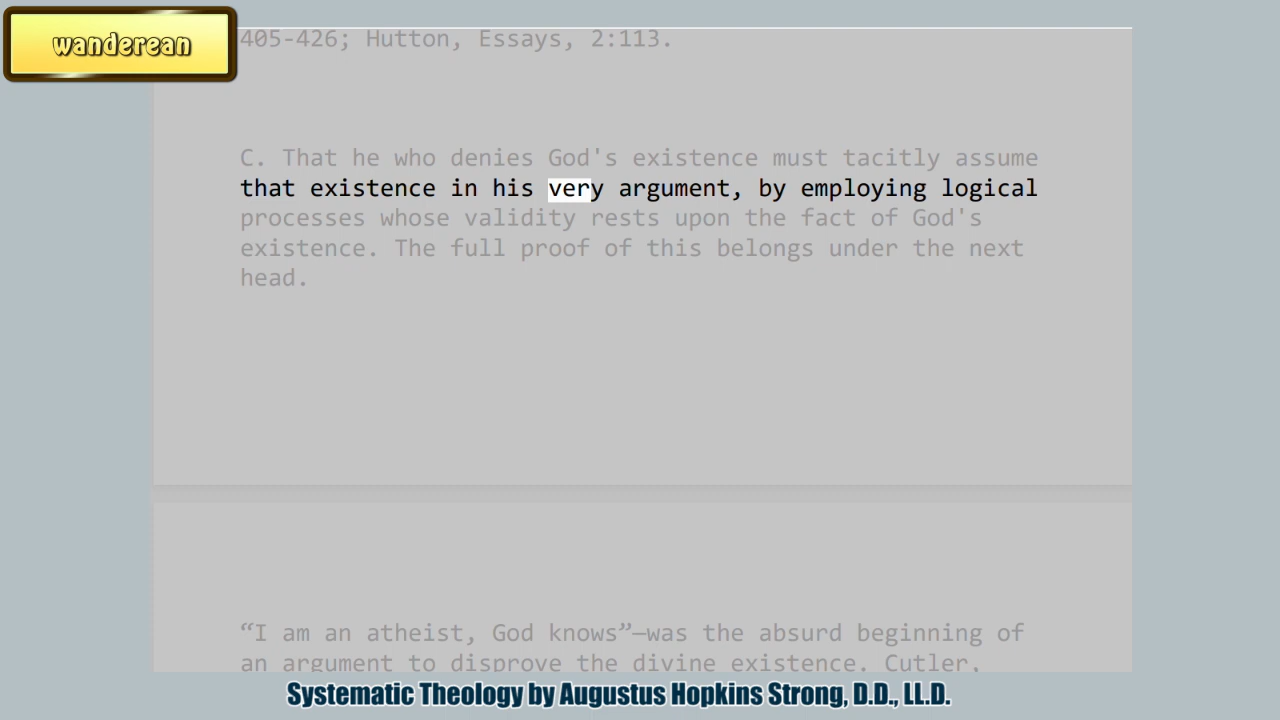 wanderean
405-426; Hutton, Essays, 2:113.
C. That he who denies God's existence must tacitly assume
that existence in his very argument, by employing logical
processes whose validity rests upon the fact of God's
existence. The full proof of this belongs under the next
head.
“I am an atheist, God knows”—was the absurd beginning of
an argument to disprove the divine existence. Cutler,
Systematic Theology by Augustus Hopkins Strong, D.D., LL.D.